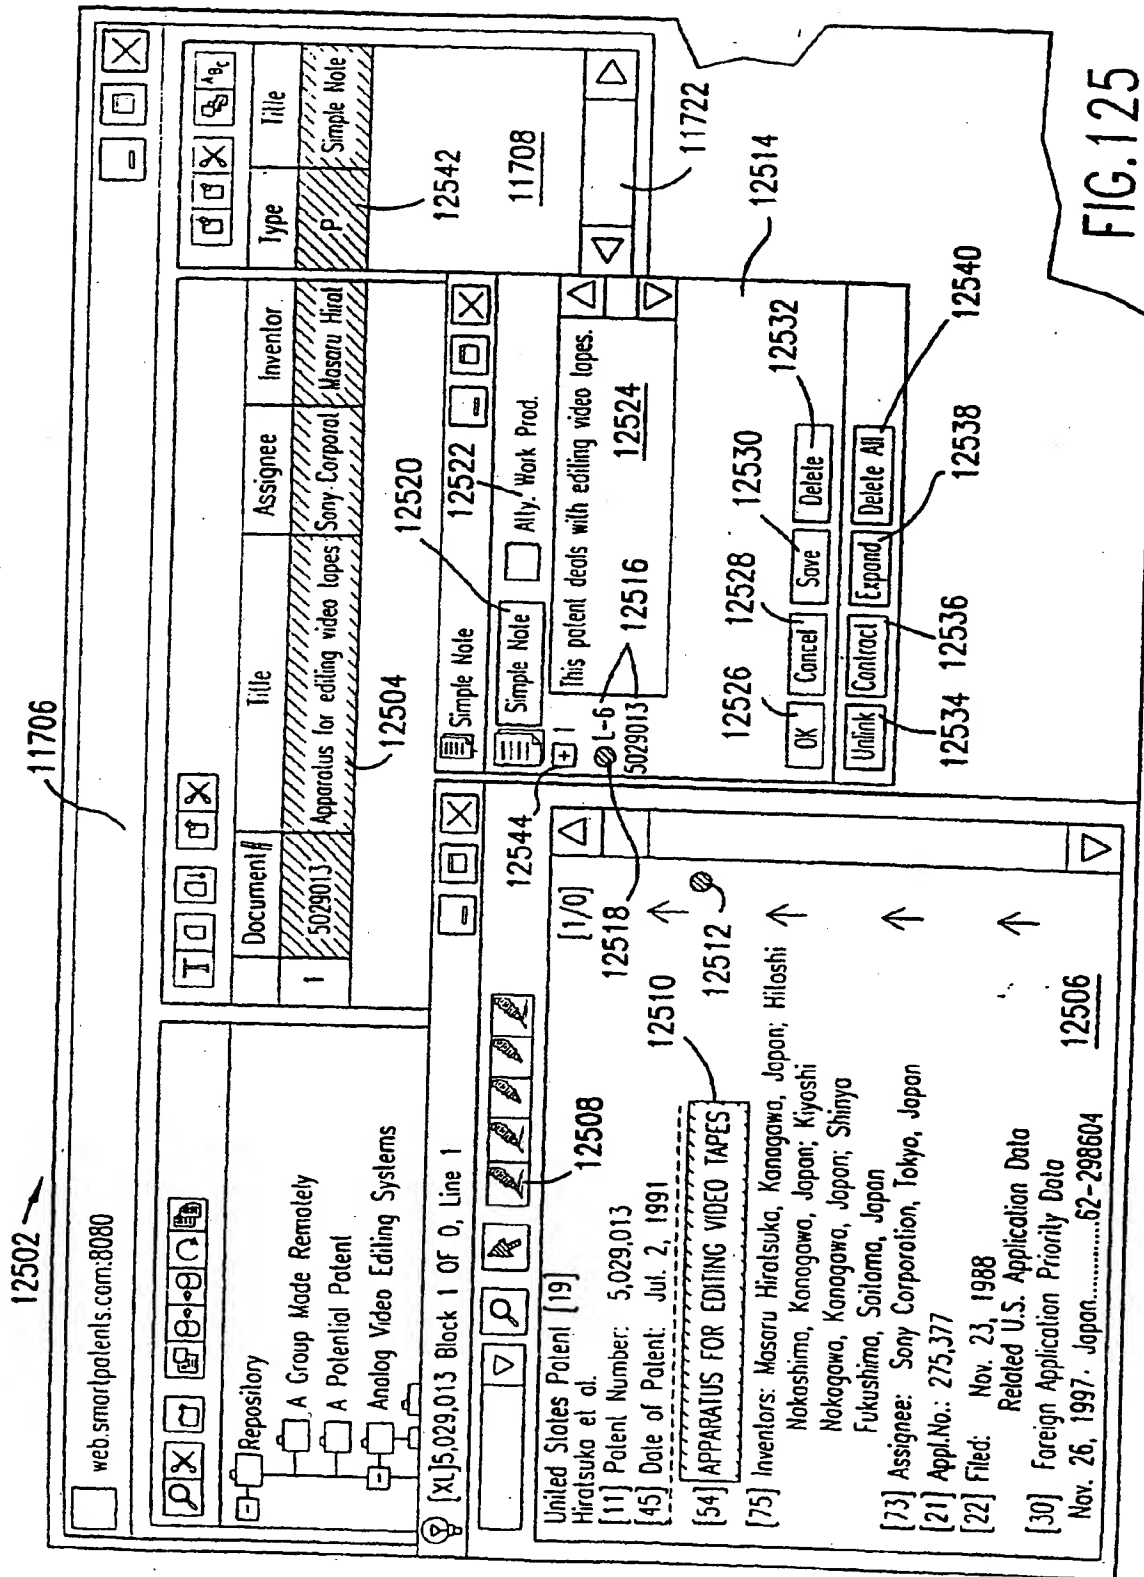 12502
11706
web.smartpatents.com:8080
Repository
A Group Made Remotely
A Potential Patent
Analog Video Editing Systems
T
Document# Title Assignee Inventor
1 5029013 Apparatus for editing video tapes Sony Corporat Masaru Hirat
12504
ABC
Type Title
P Simple Note
12542
11708
11722
[XL]5,029,013 Block 1 OF 0, Line 1
12508
United States Patent [19] [1/0]
Hiratsuka et al.
[11] Patent Number: 5,029,013
[45] Date of Patent: Jul. 2, 1991
12510
[54] APPARATUS FOR EDITING VIDEO TAPES
12512
[75] Inventors: Masaru Hiratsuka, Kanagawa, Japan; Hitoshi
Nakashima, Kanagawa, Japan; Kiyoshi
Nakagawa, Kanagawa, Japan; Shinya
Fukushima, Saitama, Japan
[73] Assignee: Sony Corporation, Tokyo, Japan
[21] Appl.No.: 275,377
[22] Filed: Nov. 23, 1988
Related U.S. Application Data
[30] Foreign Application Priority Data
Nov. 26, 1997. Japan.............62-298604
12506
12520
12522
Simple Note
Simple Note Atty. Work Prod.
12544
+ 1
This patent deals with editing video tapes.
L-6
12516
12524
5029013
12518
12514
12526
12528
12530
12532
OK Cancel Save Delete
Unlink Contract Expand Delete All
12534
12536
12538
12540
FIG.125